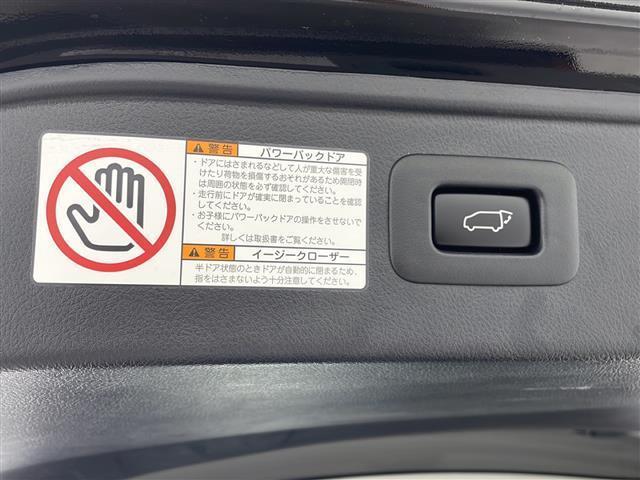 警告 パワーバックドア
・ドアにはさまれるなどして人が重大な傷害を受
けたり荷物を損傷するおそれがあるため開閉時
は周囲の状態を必ず確認してください。
・走行前にドアが確実に閉まっていることを確認
してください。
・お子様にパワーバックドアの操作をさせないで
ください。
詳しくは取扱書をご覧ください。
警告 イージークローザー
半ドア状態のときドアが自動的に閉まるため、
指をはさまないよう十分注意してください。